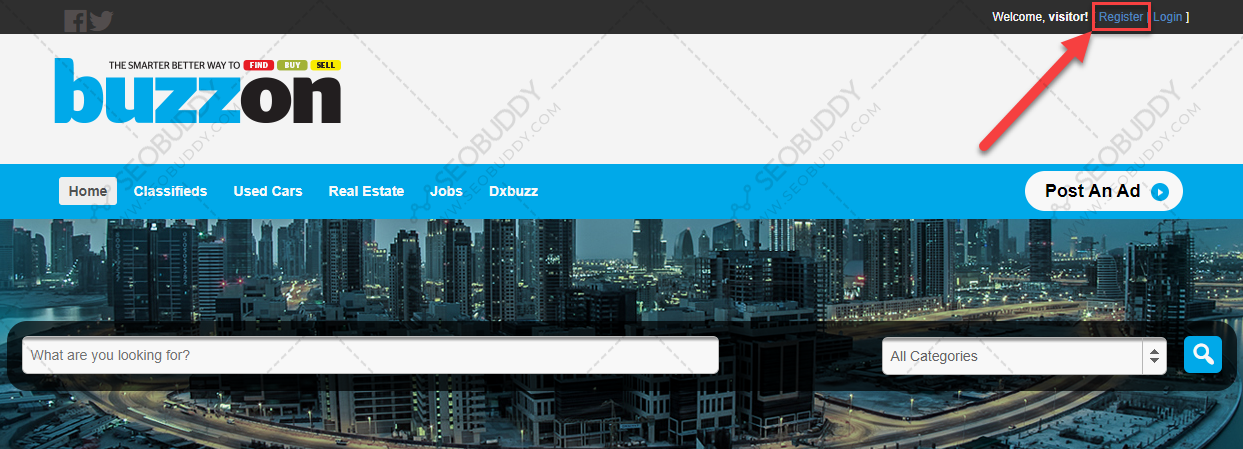 Welcome, visitor! [ Register | Login ]
THE SMARTER BETTER WAY TO FIND BUY SELL
buzzon
Home Classifieds Used Cars Real Estate Jobs Dxbuzz
Post An Ad
What are you looking for?
All Categories
SEOBUDDY
WWW.SEOBUDDY.COM